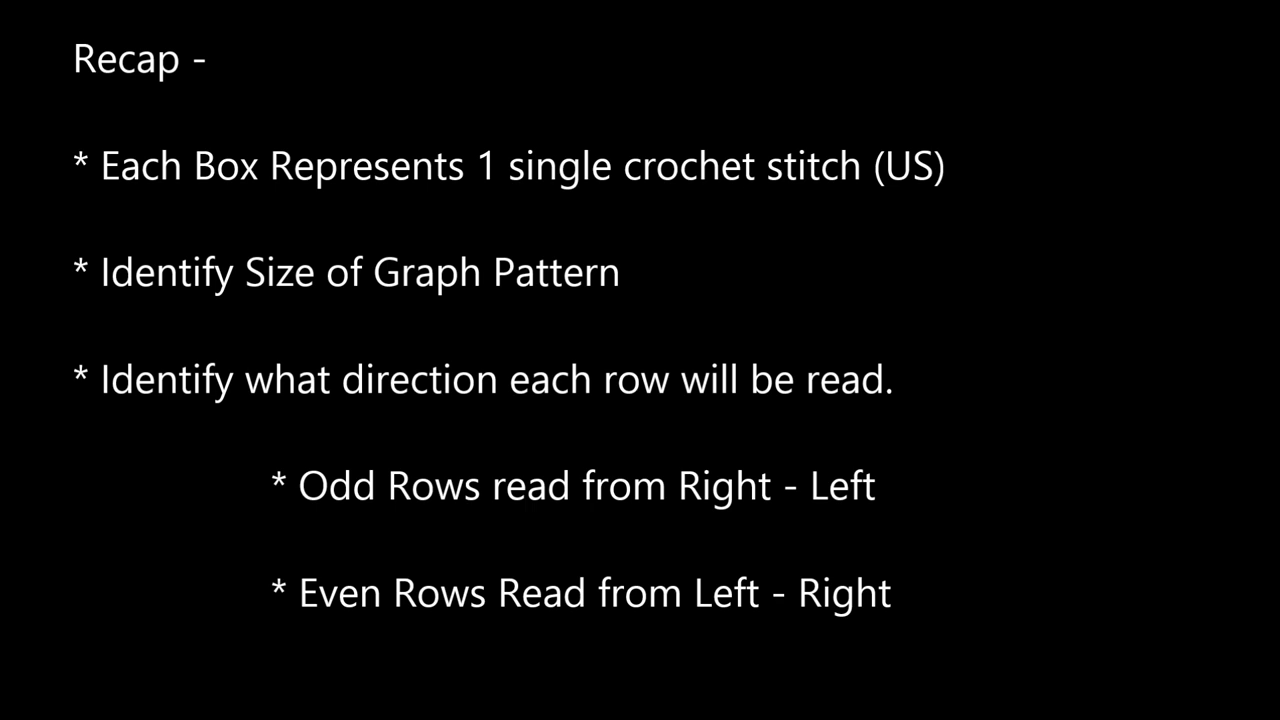 Recap -
* Each Box Represents 1 single crochet stitch (US)
* Identify Size of Graph Pattern
* Identify what direction each row will be read.
* Odd Rows read from Right - Left
* Even Rows Read from Left - Right